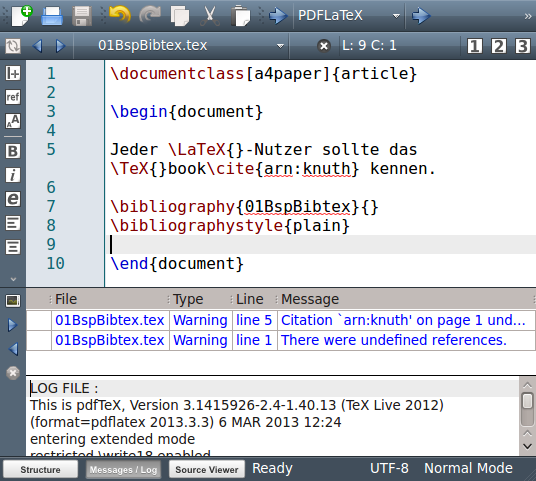 PDFLaTeX »
01BspBibtex.tex L: 9 C: 1 1 2 3
1 \documentclass[a4paper]{article}
2
3 \begin{document}
4
5 Jeder \LaTeX{}-Nutzer sollte das
\TeX{}book\cite{arn:knuth} kennen.
6
7 \bibliography{01BspBibtex}{}
8 \bibliographystyle{plain}
9
10 \end{document}
ref
AA
B
i
e
File Type Line Message
01BspBibtex.tex Warning line 5 Citation `arn:knuth' on page 1 und...
01BspBibtex.tex Warning line 1 There were undefined references.
LOG FILE :
This is pdfTeX, Version 3.1415926-2.4-1.40.13 (TeX Live 2012)
(format=pdflatex 2013.3.3) 6 MAR 2013 12:24
entering extended mode
restricted \write18 enabled
Structure Messages / Log Source Viewer Ready UTF-8 Normal Mode